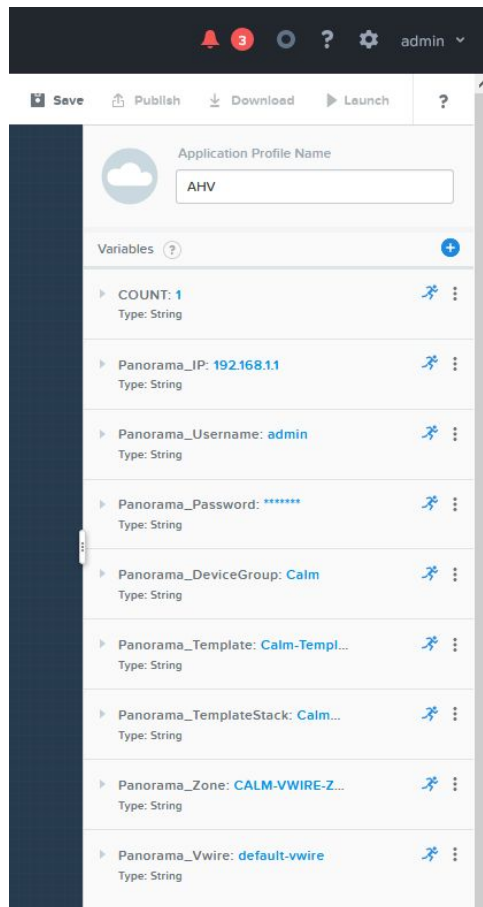 3
?
admin
Save
Publish
Download
Launch
?
Application Profile Name
AHV
Variables ?
COUNT: 1
Type: String
Panorama_IP: 192.168.1.1
Type: String
Panorama_Username: admin
Type: String
Panorama_Password: *******
Type: String
Panorama_DeviceGroup: Calm
Type: String
Panorama_Template: Calm-Templ...
Type: String
Panorama_TemplateStack: Calm...
Type: String
Panorama_Zone: CALM-VWIRE-Z...
Type: String
Panorama_Vwire: default-vwire
Type: String